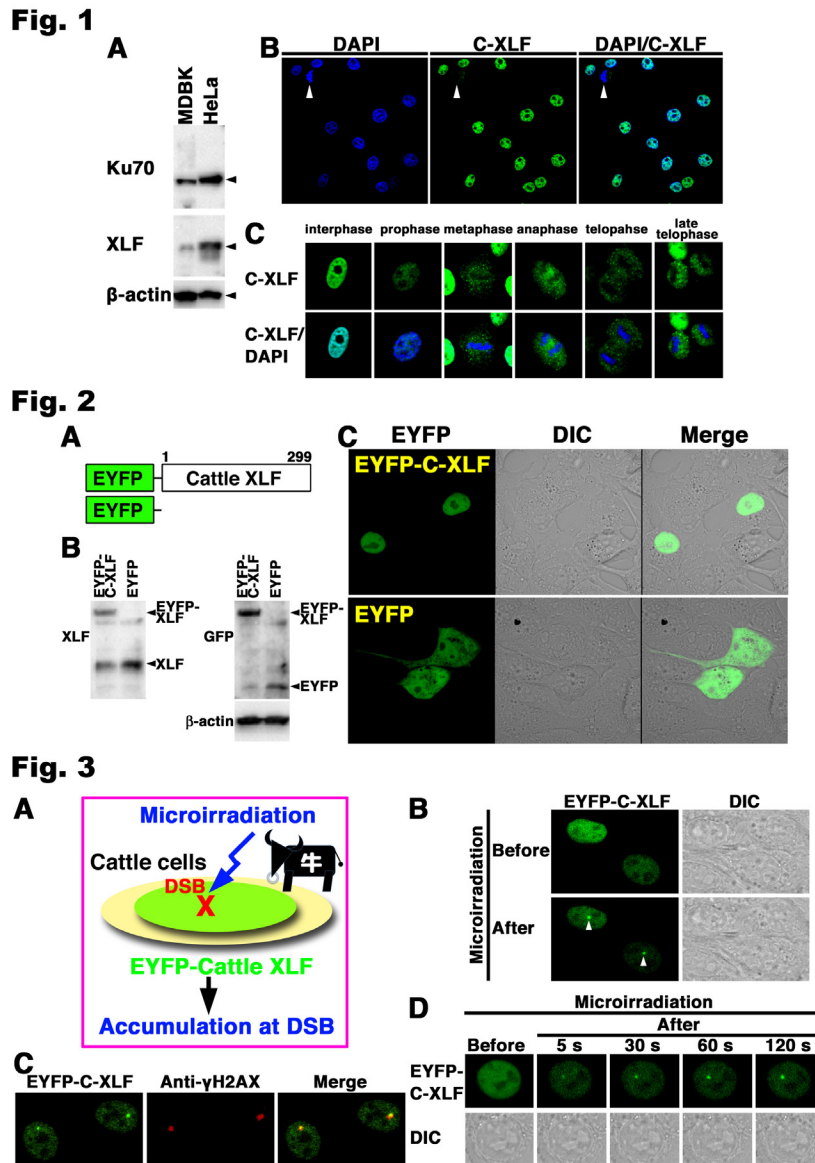 Fig. 1
A
MDBK
HeLa
Ku70
XLF
β-actin
B
DAPI
C-XLF
DAPI/C-XLF
C
interphase
prophase
metaphase
anaphase
telopahse
late
telophase
C-XLF
C-XLF/
DAPI
Fig. 2
A
1
299
EYFP
Cattle XLF
EYFP
B
EYFP-
C-XLF
EYFP
XLF
EYFP-
XLF
XLF
EYFP-
C-XLF
EYFP
GFP
EYFP-
XLF
EYFP
β-actin
C
EYFP
DIC
Merge
EYFP-C-XLF
EYFP
Fig. 3
A
Microirradiation
Cattle cells
牛
DSB
X
EYFP-Cattle XLF
Accumulation at DSB
B
EYFP-C-XLF
DIC
Microirradiation
Before
After
C
EYFP-C-XLF
Anti-γH2AX
Merge
D
Microirradiation
After
Before
5 s
30 s
60 s
120 s
EYFP-
C-XLF
DIC